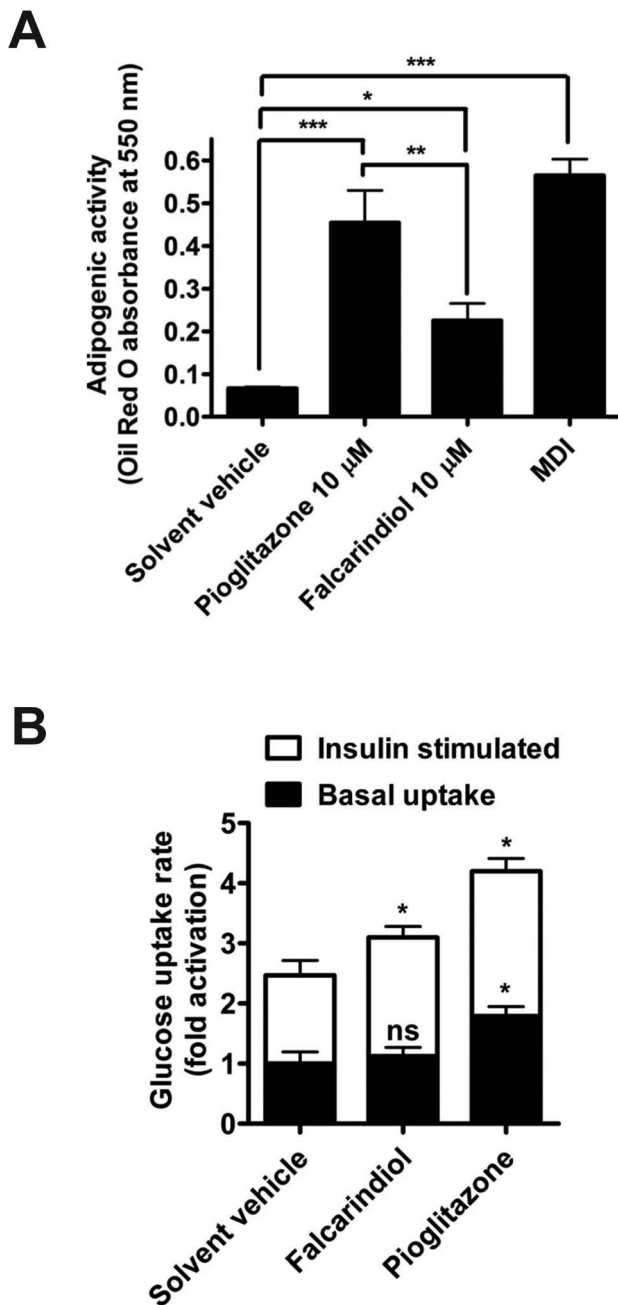 A
Adipogenic activity
(Oil Red O absorbance at 550 nm)
***
*
***
**
0.6
0.5
0.4
0.3
0.2
0.1
0.0
Solvent vehicle
Pioglitazone 10 µM
Falcarindiol 10 µM
MDI
B
Insulin stimulated
Basal uptake
Glucose uptake rate
(fold activation)
5
4
3
2
1
0
*
*
ns
*
Solvent vehicle
Falcarindiol
Pioglitazone